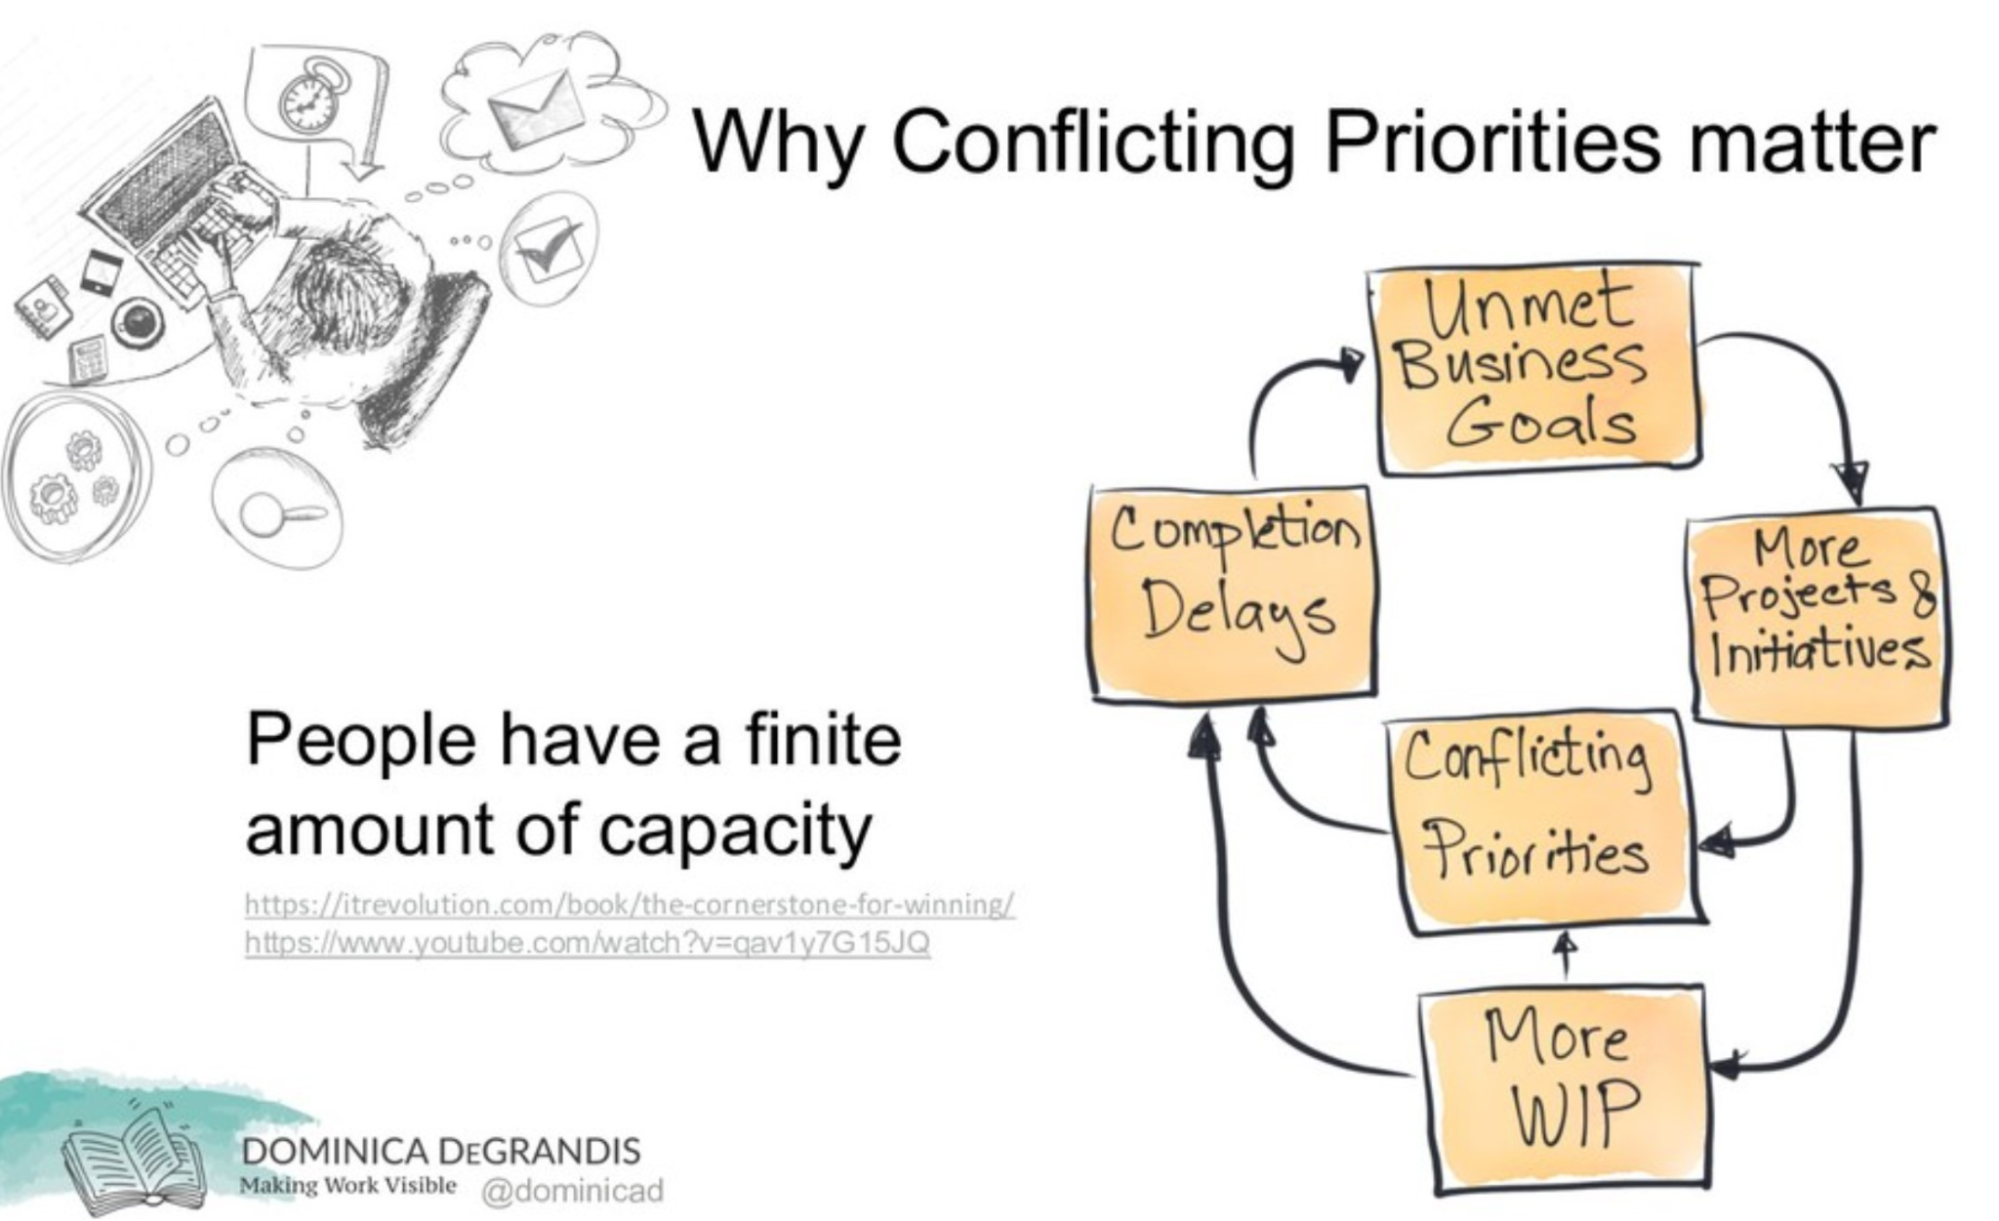 Why Conflicting Priorities matter
Unmet
Business
Goals
Completion
Delays
More
Projects &
Initiatives
Conflicting
Priorities
More
WIP
People have a finite
amount of capacity
https://itrevolution.com/book/the-cornerstone-for-winning/
https://www.youtube.com/watch?v=qav1y7G15JQ
DOMINICA DEGRANDIS
Making Work Visible @dominicad